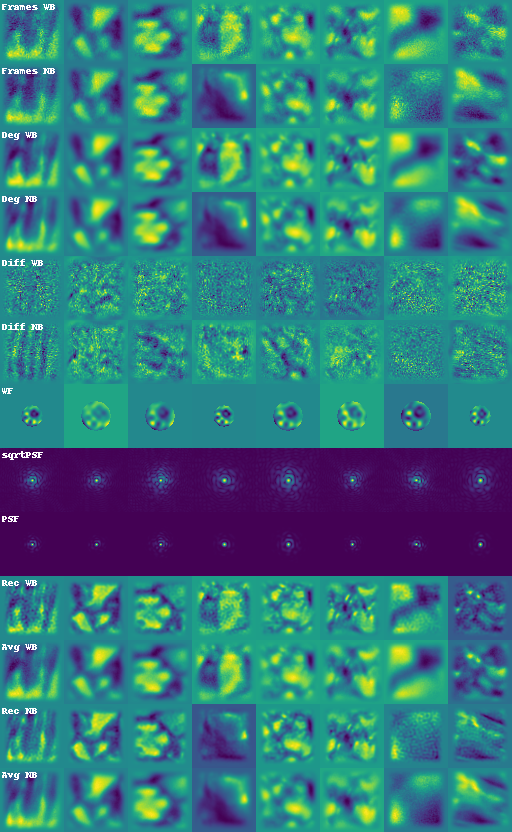 Frames WB
Frames NB
Deg WB
Deg NB
Diff WB
Diff NB
WF
sqrtPSF
PSF
Rec WB
Avg WB
Rec NB
Avg NB